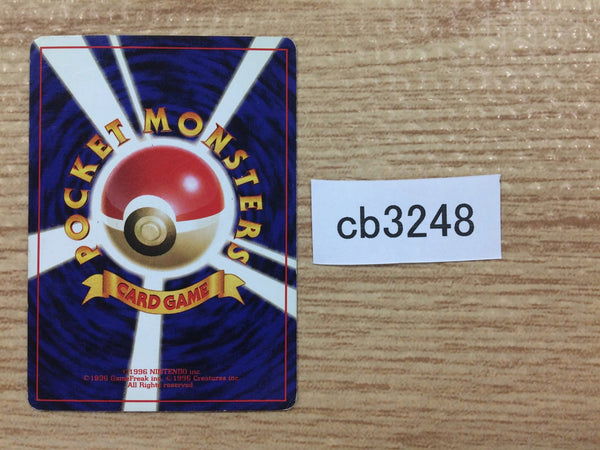 POCKET MONSTERS
CARD GAME
©1996 NINTENDO inc.
©1996 GameFreak inc. ©1996 Creatures inc.
All Rights reserved
cb3248